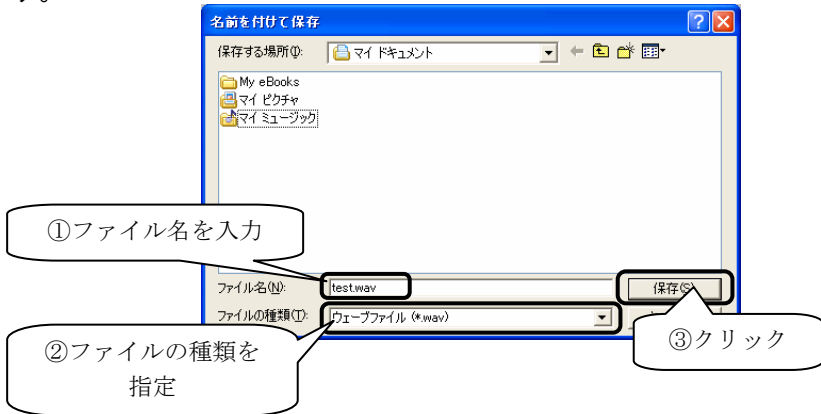 す。
名前を付けて保存
保存する場所(I):
マイ ドキュメント
My eBooks
マイ ピクチャ
マイ ミュージック
①ファイル名を入力
ファイル名(N):
test.wav
保存(S)
ファイルの種類(T):
ウェーブファイル (*.wav)
②ファイルの種類を
指定
③クリック